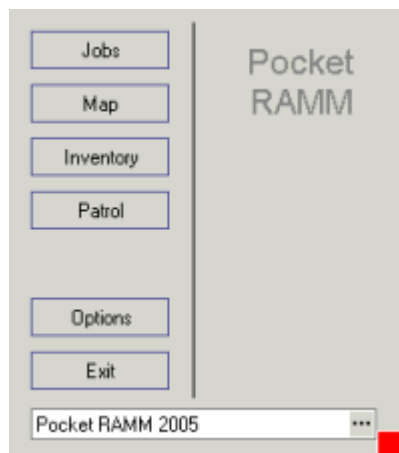 Jobs
Map
Inventory
Patrol
Options
Exit
Pocket
RAMM
Pocket RAMM 2005 ...